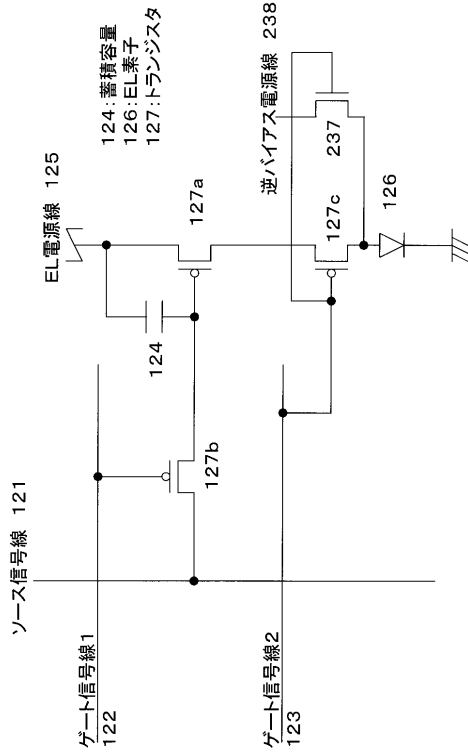 124:蓄積容量
126:EL素子
127:トランジスタ
EL電源線 125
逆バイアス電源線 238
127a
237
127c
126
124
127b
ソース信号線 121
ゲート信号線1
122
ゲート信号線2
123